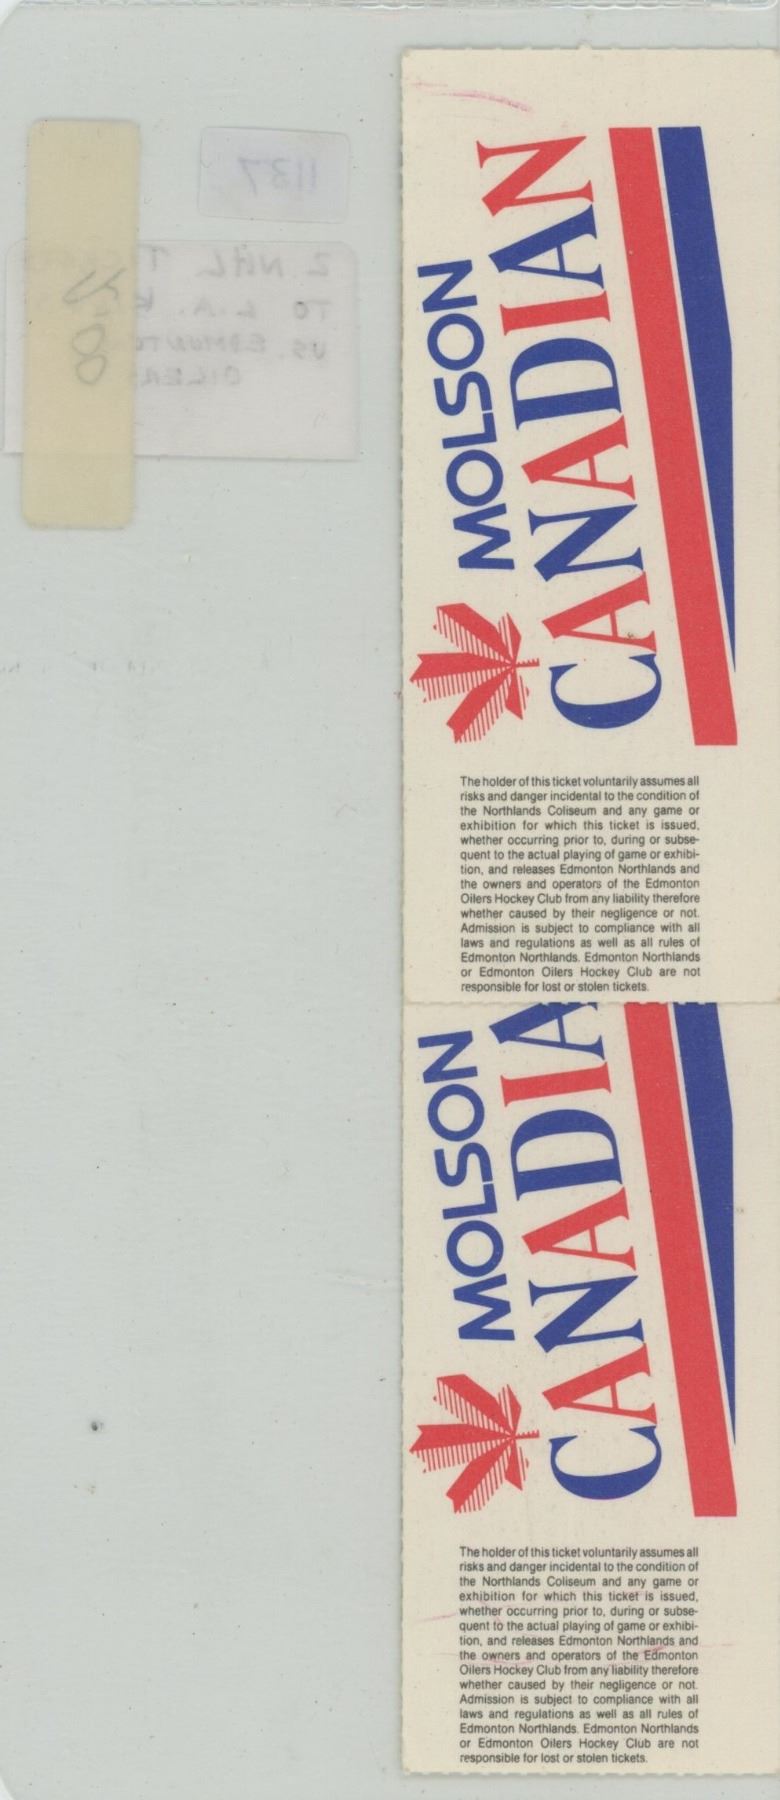 1137
2 NHL TICKETS
TO L.A. K
VS. EDMONTON
OILERS
8
MOLSON
CANADIAN
The holder of this ticket voluntarily assumes all
risks and danger incidental to the condition of
the Northlands Coliseum and any game or
exhibition for which this ticket is issued,
whether occurring prior to, during or subse-
quent to the actual playing of game or exhibi-
tion, and releases Edmonton Northlands and
the owners and operators of the Edmonton
Oilers Hockey Club from any liability therefore
whether caused by their negligence or not.
Admission is subject to compliance with all
laws and regulations as well as all rules of
Edmonton Northlands. Edmonton Northlands
or Edmonton Oilers Hockey Club are not
responsible for lost or stolen tickets.
MOLSON
CANADIA
The holder of this ticket voluntarily assumes all
risks and danger incidental to the condition of
the Northlands Coliseum and any game or
exhibition for which this ticket is issued,
whether occurring prior to, during or subse-
quent to the actual playing of game or exhibi-
tion, and releases Edmonton Northlands and
the owners and operators of the Edmonton
Oilers Hockey Club from any liability therefore
whether caused by their negligence or not.
Admission is subject to compliance with all
laws and regulations as well as all rules of
Edmonton Northlands. Edmonton Northlands
or Edmonton Oilers Hockey Club are not
responsible for lost or stolen tickets.